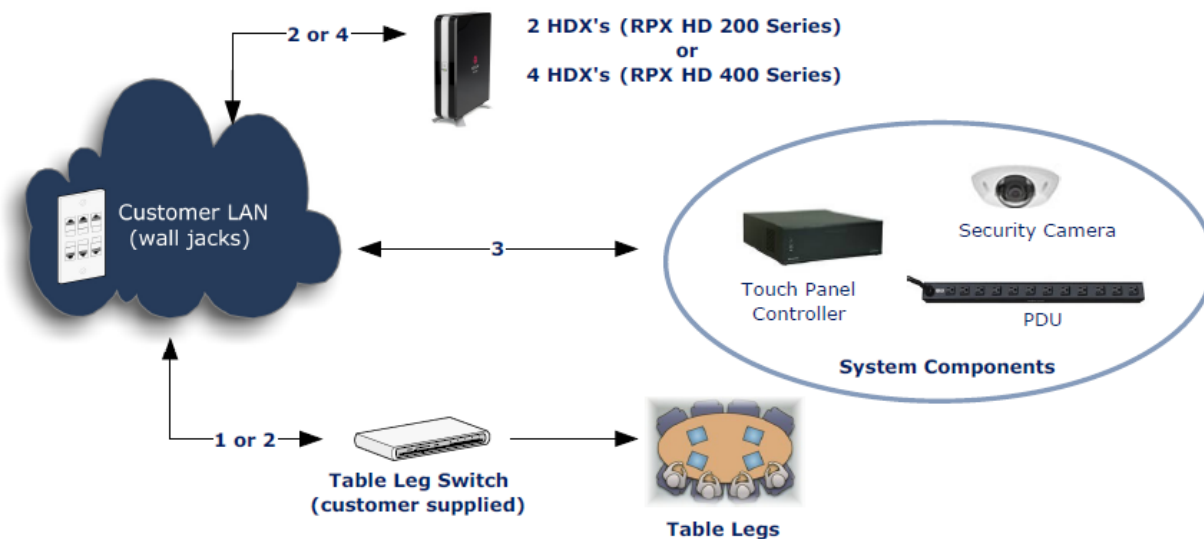 2 or 4
2 HDX's (RPX HD 200 Series)
or
4 HDX's (RPX HD 400 Series)
Customer LAN
(wall jacks)
3
Security Camera
Touch Panel
Controller
PDU
System Components
1 or 2
Table Leg Switch
(customer supplied)
Table Legs